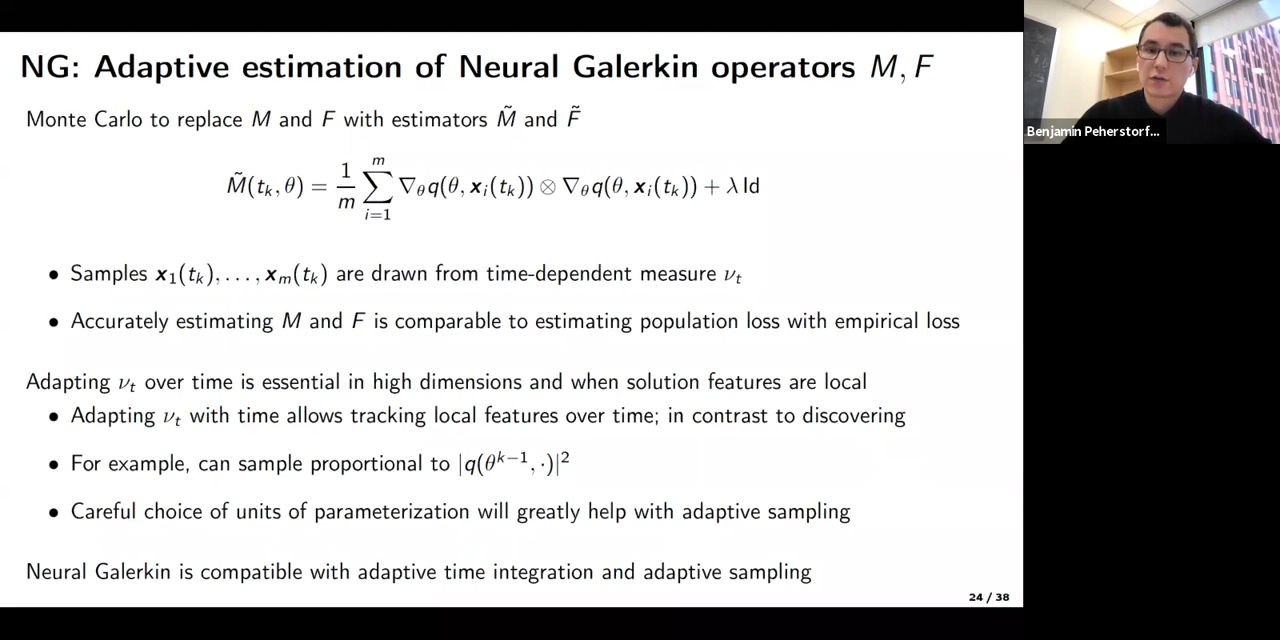 NG: Adaptive estimation of Neural Galerkin operators M, F
Monte Carlo to replace M and F with estimators M̃ and F̃
M̃(t_k, θ) = 1/m ∑_{i=1}^{m} ∇_θ q(θ, x_i(t_k)) ⊗ ∇_θ q(θ, x_i(t_k)) + λ Id
• Samples x_1(t_k), . . . , x_m(t_k) are drawn from time-dependent measure ν_t
• Accurately estimating M and F is comparable to estimating population loss with empirical loss
Adapting ν_t over time is essential in high dimensions and when solution features are local
• Adapting ν_t with time allows tracking local features over time; in contrast to discovering
• For example, can sample proportional to |q(θ^{k−1}, ·)|^2
• Careful choice of units of parameterization will greatly help with adaptive sampling
Neural Galerkin is compatible with adaptive time integration and adaptive sampling
24 / 38
Benjamin Peherstorf...